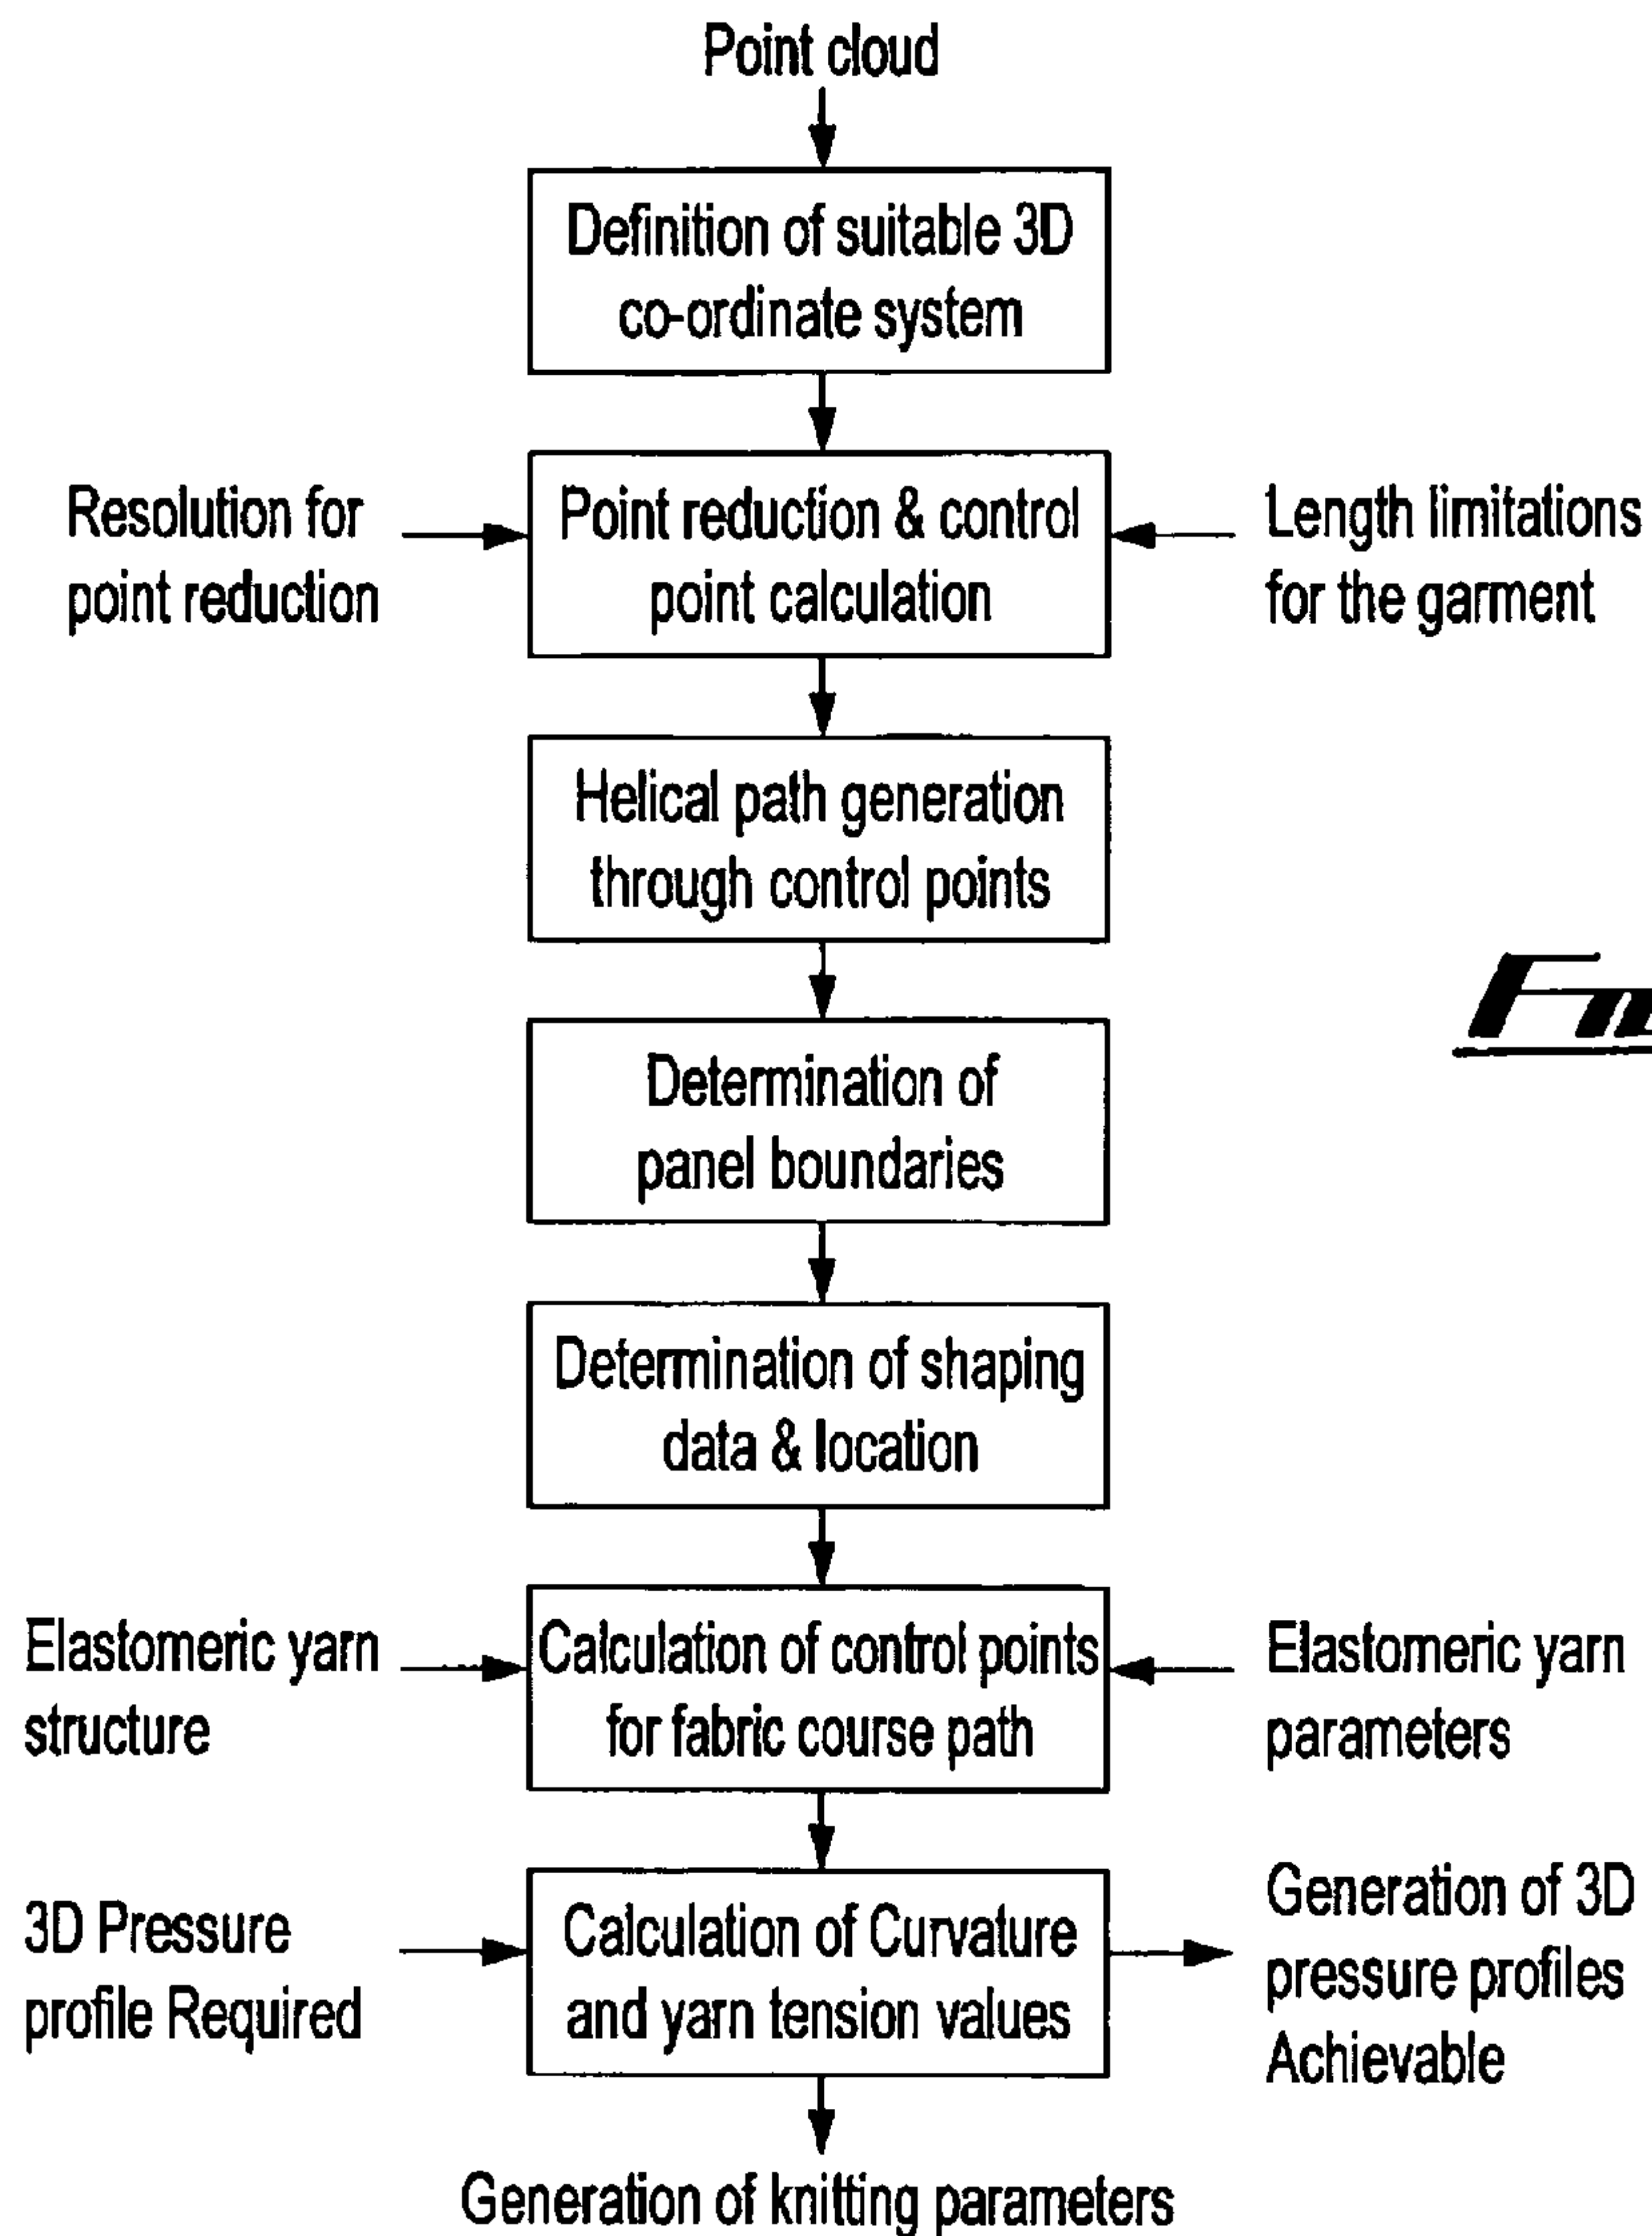 Point cloud
Definition of suitable 3D
co-ordinate system
Resolution for
point reduction
Point reduction & control
point calculation
Length limitations
for the garment
Helical path generation
through control points
Determination of
panel boundaries
Determination of shaping
data & location
Elastomeric yarn
structure
Calculation of control points
for fabric course path
Elastomeric yarn
parameters
3D Pressure
profile Required
Calculation of Curvature
and yarn tension values
Generation of 3D
pressure profiles
Achievable
Generation of knitting parameters